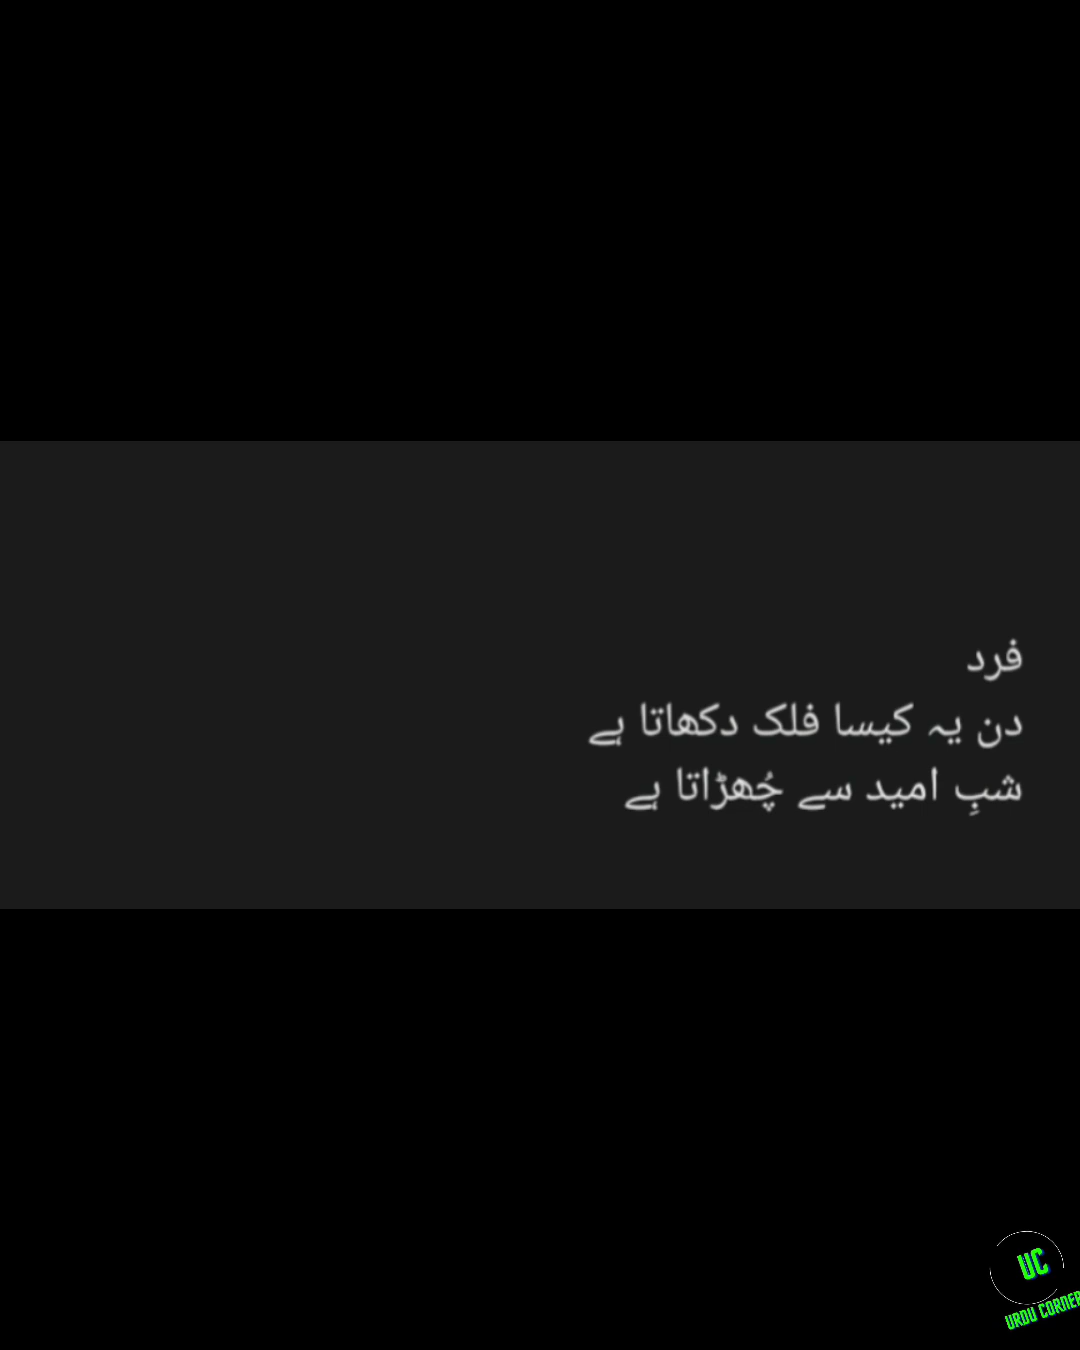 فرد
دن یہ کیسا فلک دکھاتا ہے
شبِ امید سے چُھڑاتا ہے
UC
URDU CORNER